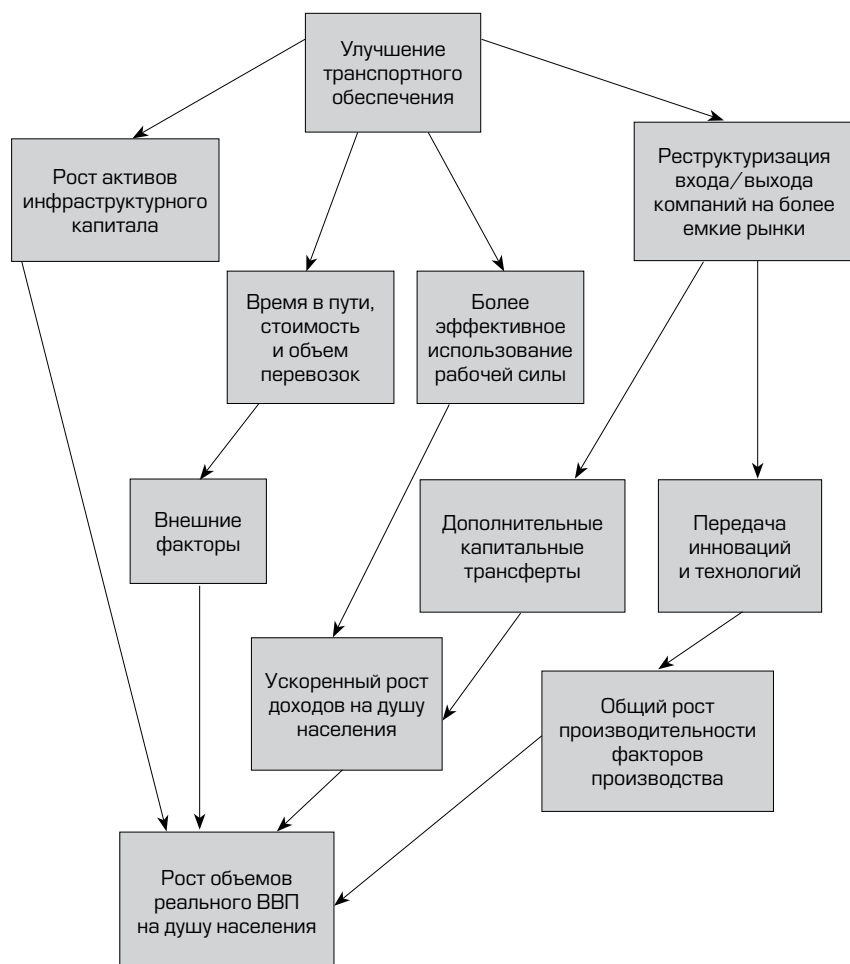 Улучшение
транспортного
обеспечения
Рост активов
инфраструктурного
капитала
Реструктуризация
входа/выхода
компаний на более
емкие рынки
Время в пути,
стоимость
и объем
перевозок
Более
эффективное
использование
рабочей силы
Внешние
факторы
Дополнительные
капитальные
трансферты
Передача
инноваций
и технологий
Ускоренный рост
доходов на душу
населения
Общий рост
производительности
факторов
производства
Рост объемов
реального ВВП
на душу населения